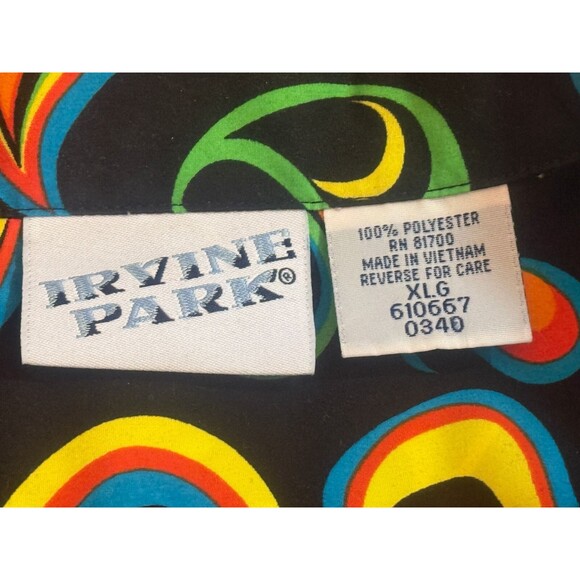 IRVINE
PARK®
100% POLYESTER
RN 81700
MADE IN VIETNAM
REVERSE FOR CARE
XLG
610667
0340